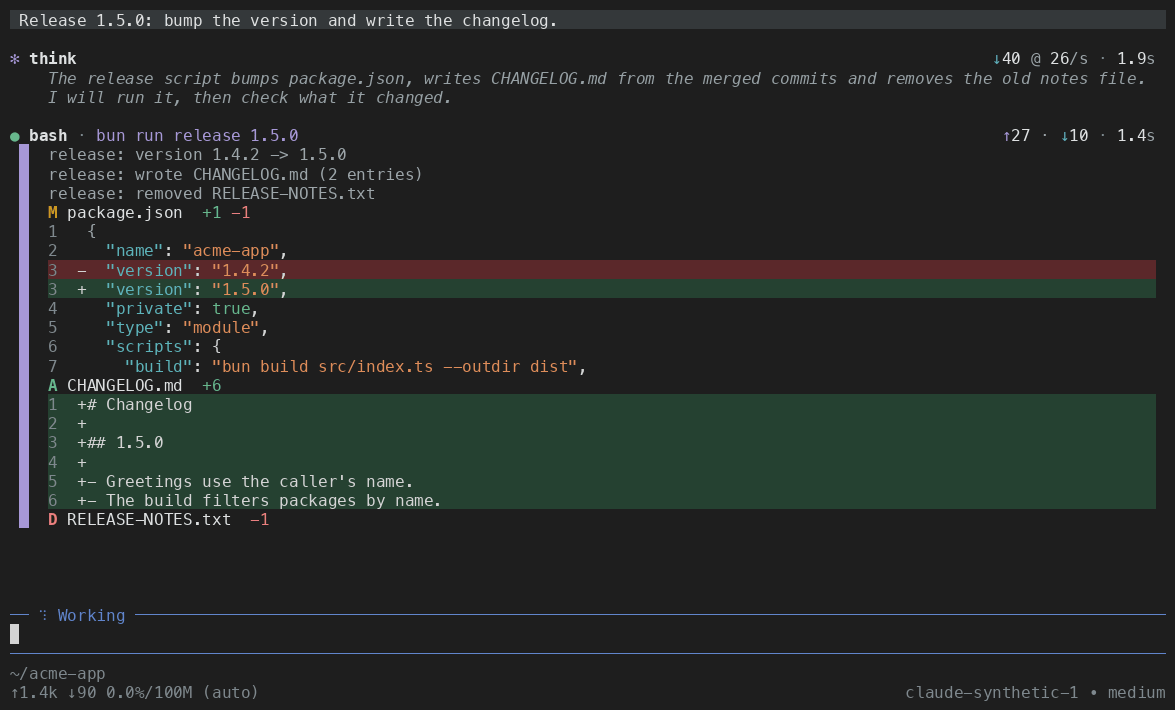 Release 1.5.0: bump the version and write the changelog.
✻ think ↓40 @ 26/s · 1.9s
The release script bumps package.json, writes CHANGELOG.md from the merged commits and removes the old notes file.
I will run it, then check what it changed.
● bash · bun run release 1.5.0 ↑27 · ↓10 · 1.4s
release: version 1.4.2 -> 1.5.0
release: wrote CHANGELOG.md (2 entries)
release: removed RELEASE-NOTES.txt
M package.json +1 -1
1 {
2 "name": "acme-app",
3 - "version": "1.4.2",
3 + "version": "1.5.0",
4 "private": true,
5 "type": "module",
6 "scripts": {
7 "build": "bun build src/index.ts --outdir dist",
A CHANGELOG.md +6
1 +# Changelog
2 +
3 +## 1.5.0
4 +
5 +- Greetings use the caller's name.
6 +- The build filters packages by name.
D RELEASE-NOTES.txt -1
Working
~/acme-app
↑1.4k ↓90 0.0%/100M (auto) claude-synthetic-1 • medium